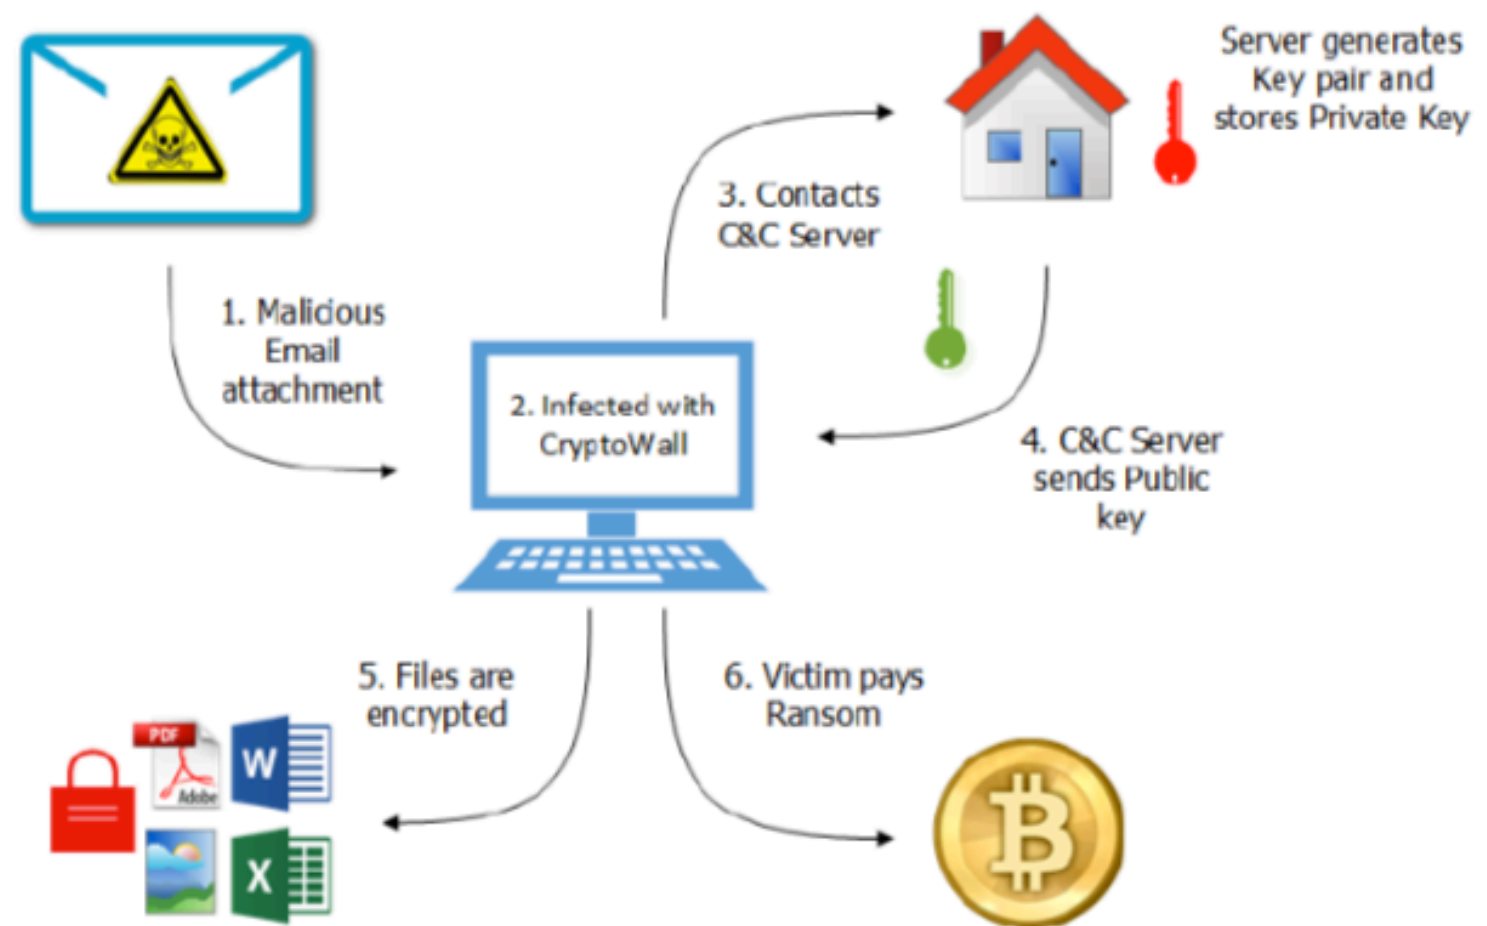 Server generates
Key pair and
stores Private Key
3. Contacts
C&C Server
1. Malicious
Email
attachment
2. Infected with
CryptoWall
4. C&C Server
sends Public
key
5. Files are
encrypted
6. Victim pays
Ransom
PDF
Adobe
W
X
B